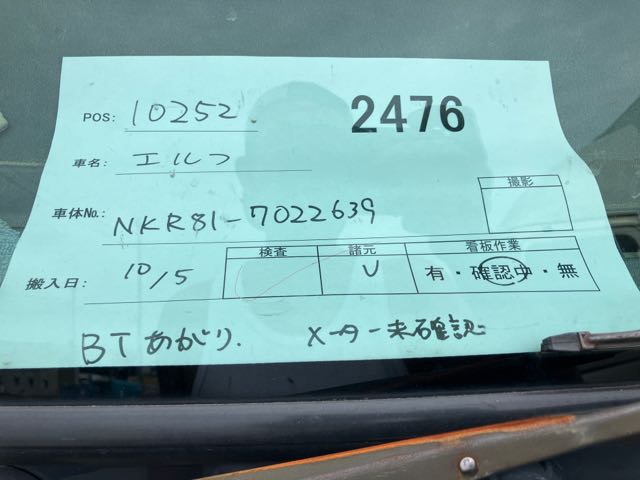 POS: 10252
2476
車名: エルフ
車体No.: NKR81-7022639
撮影
搬入日: 10/5
検査 諸元 看板作業
レ 有・確認中・無
BTあがり. メーター未確認